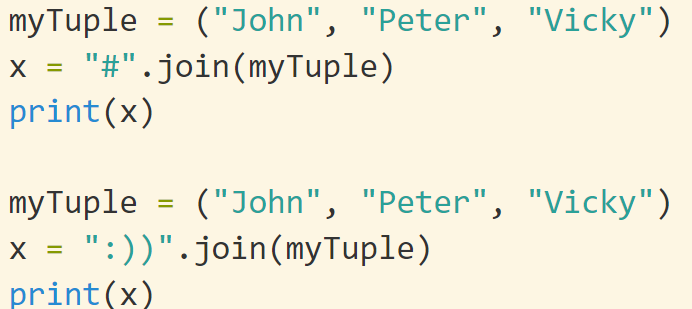 myTuple = ("John", "Peter", "Vicky")
x = "#".join(myTuple)
print(x)
myTuple = ("John", "Peter", "Vicky")
x = ":))".join(myTuple)
print(x)